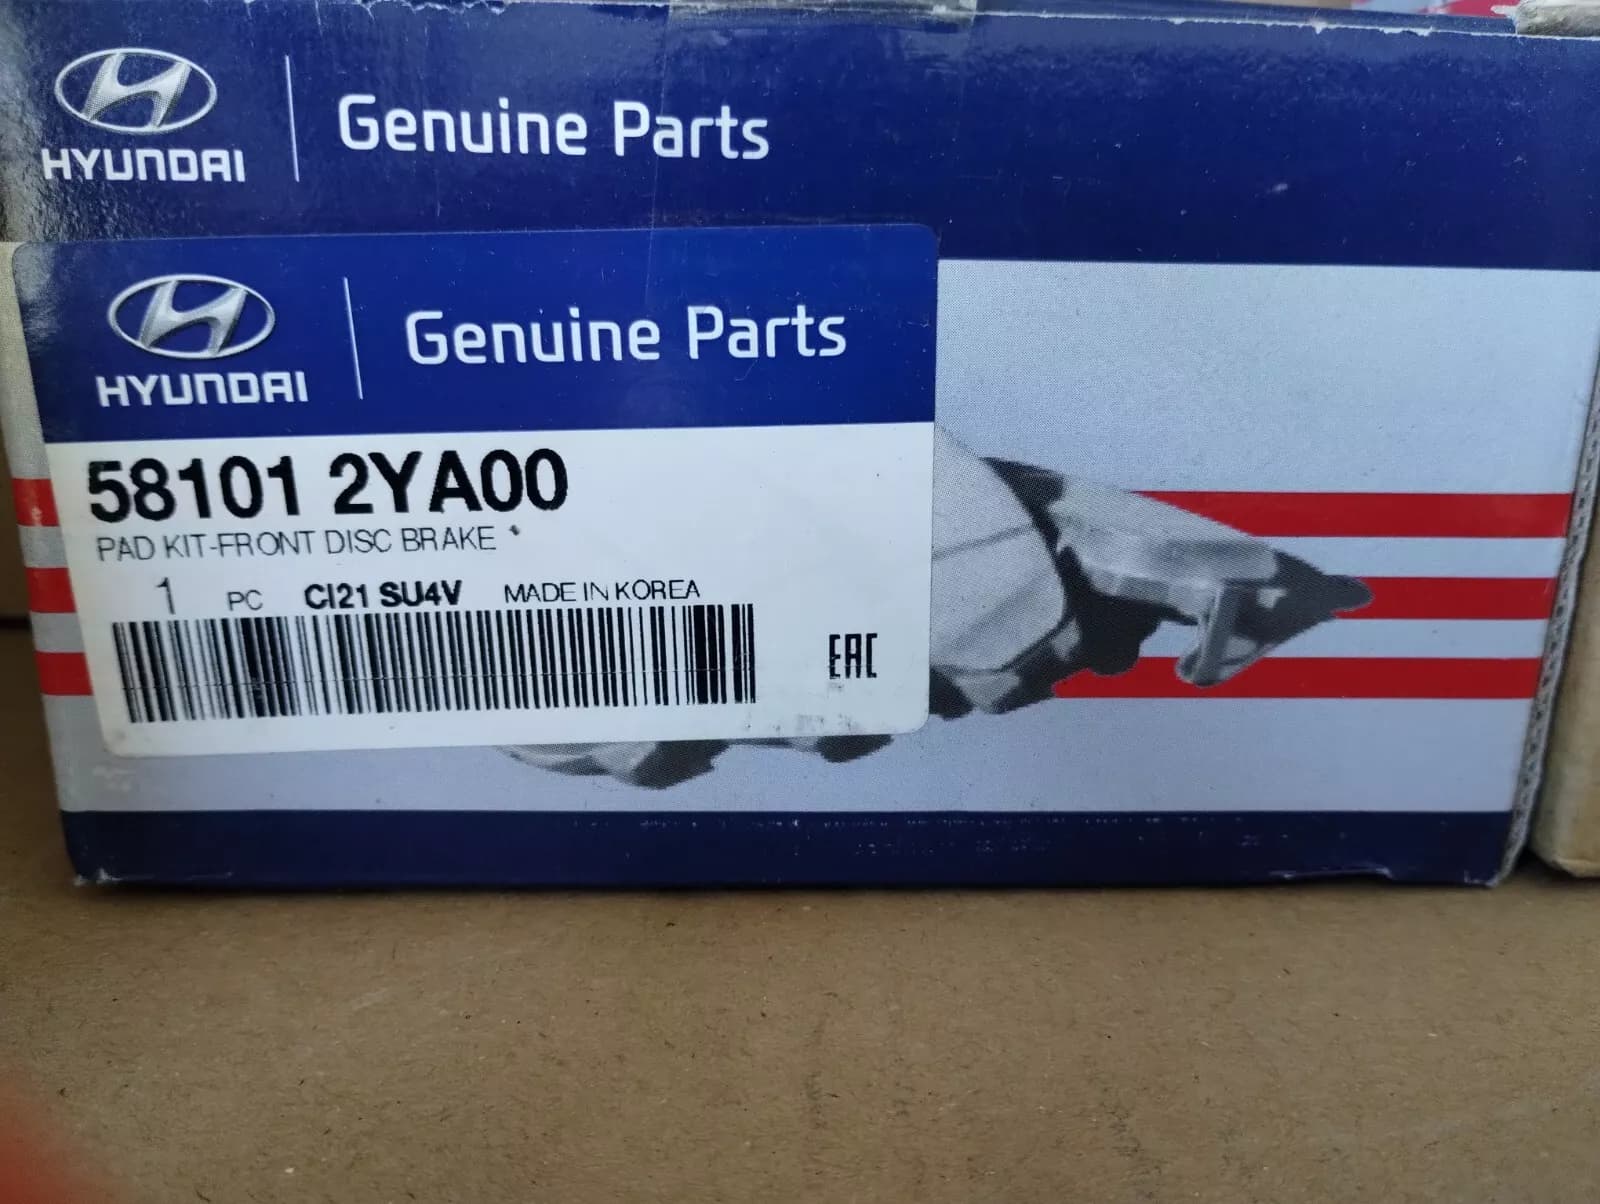 HYUNDAI
Genuine Parts
HYUNDAI
Genuine Parts
58101 2YA00
PAD KIT-FRONT DISC BRAKE
1 PC CI21 SU4V MADE IN KOREA
EAC